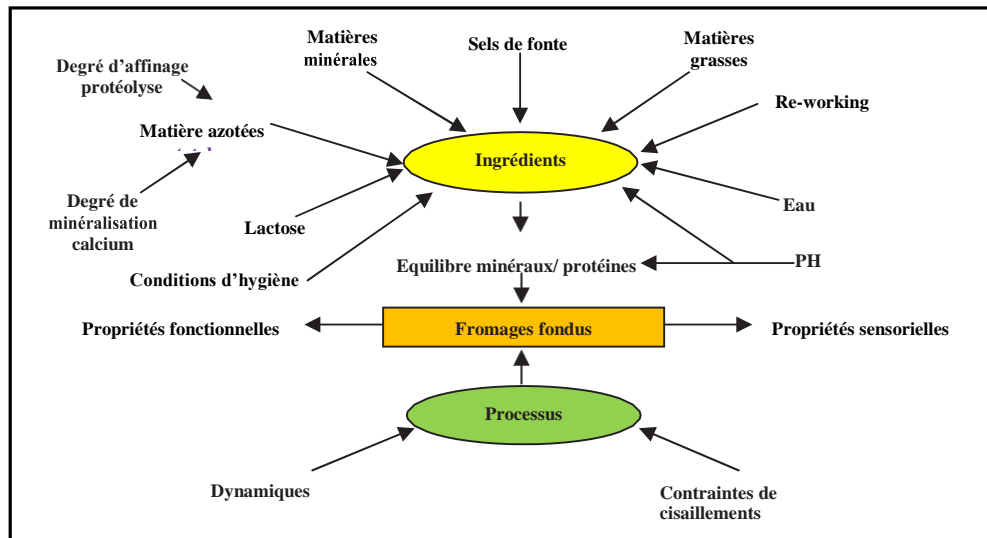 Matières
minérales
Sels de fonte
Matières
grasses
Degré d'affinage
protéolyse
Re-working
Matière azotées
Ingrédients
Degré de
minéralisation
calcium
Lactose
Eau
Conditions d'hygiène
Equilibre minéraux/ protéines
PH
Propriétés fonctionnelles
Fromages fondus
Propriétés sensorielles
Processus
Dynamiques
Contraintes de
cisaillements